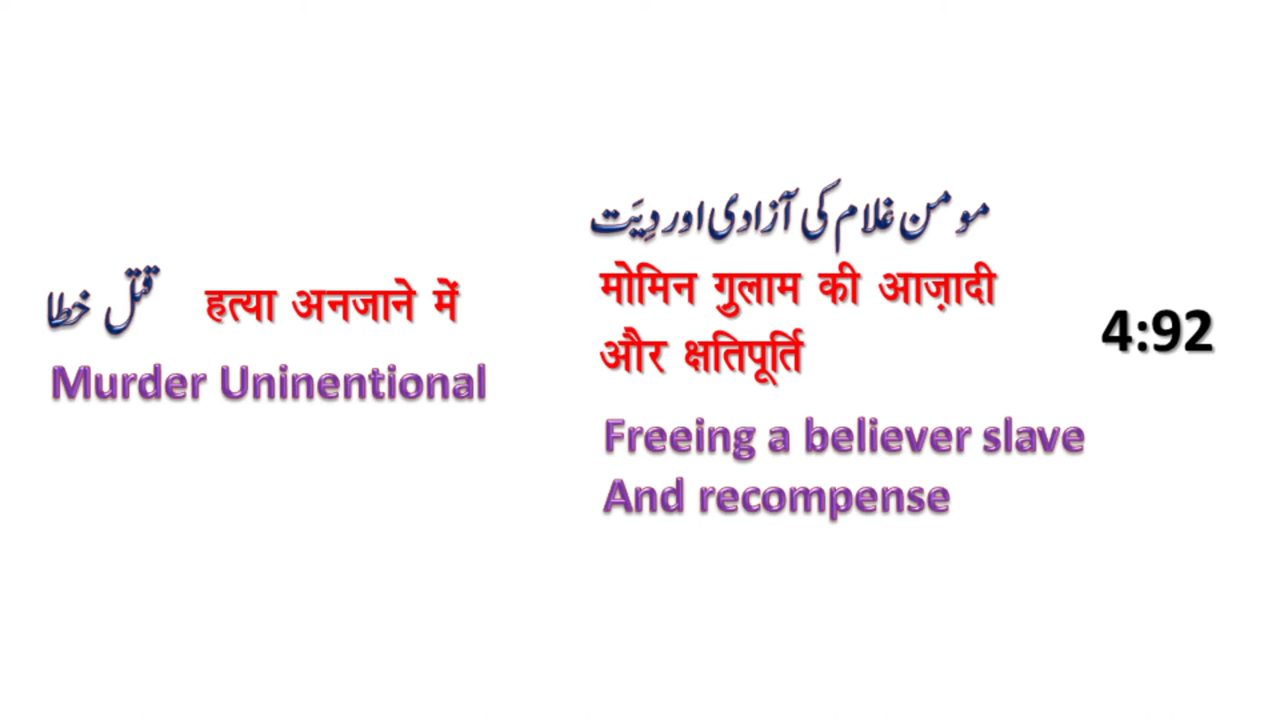 قتل خطا हत्या अनजाने में
Murder Uninentional
مومن غلام کی آزادی اور دِیَت
मोमिन गुलाम की आज़ादी
और क्षतिपूर्ति
Freeing a believer slave
And recompense
4:92